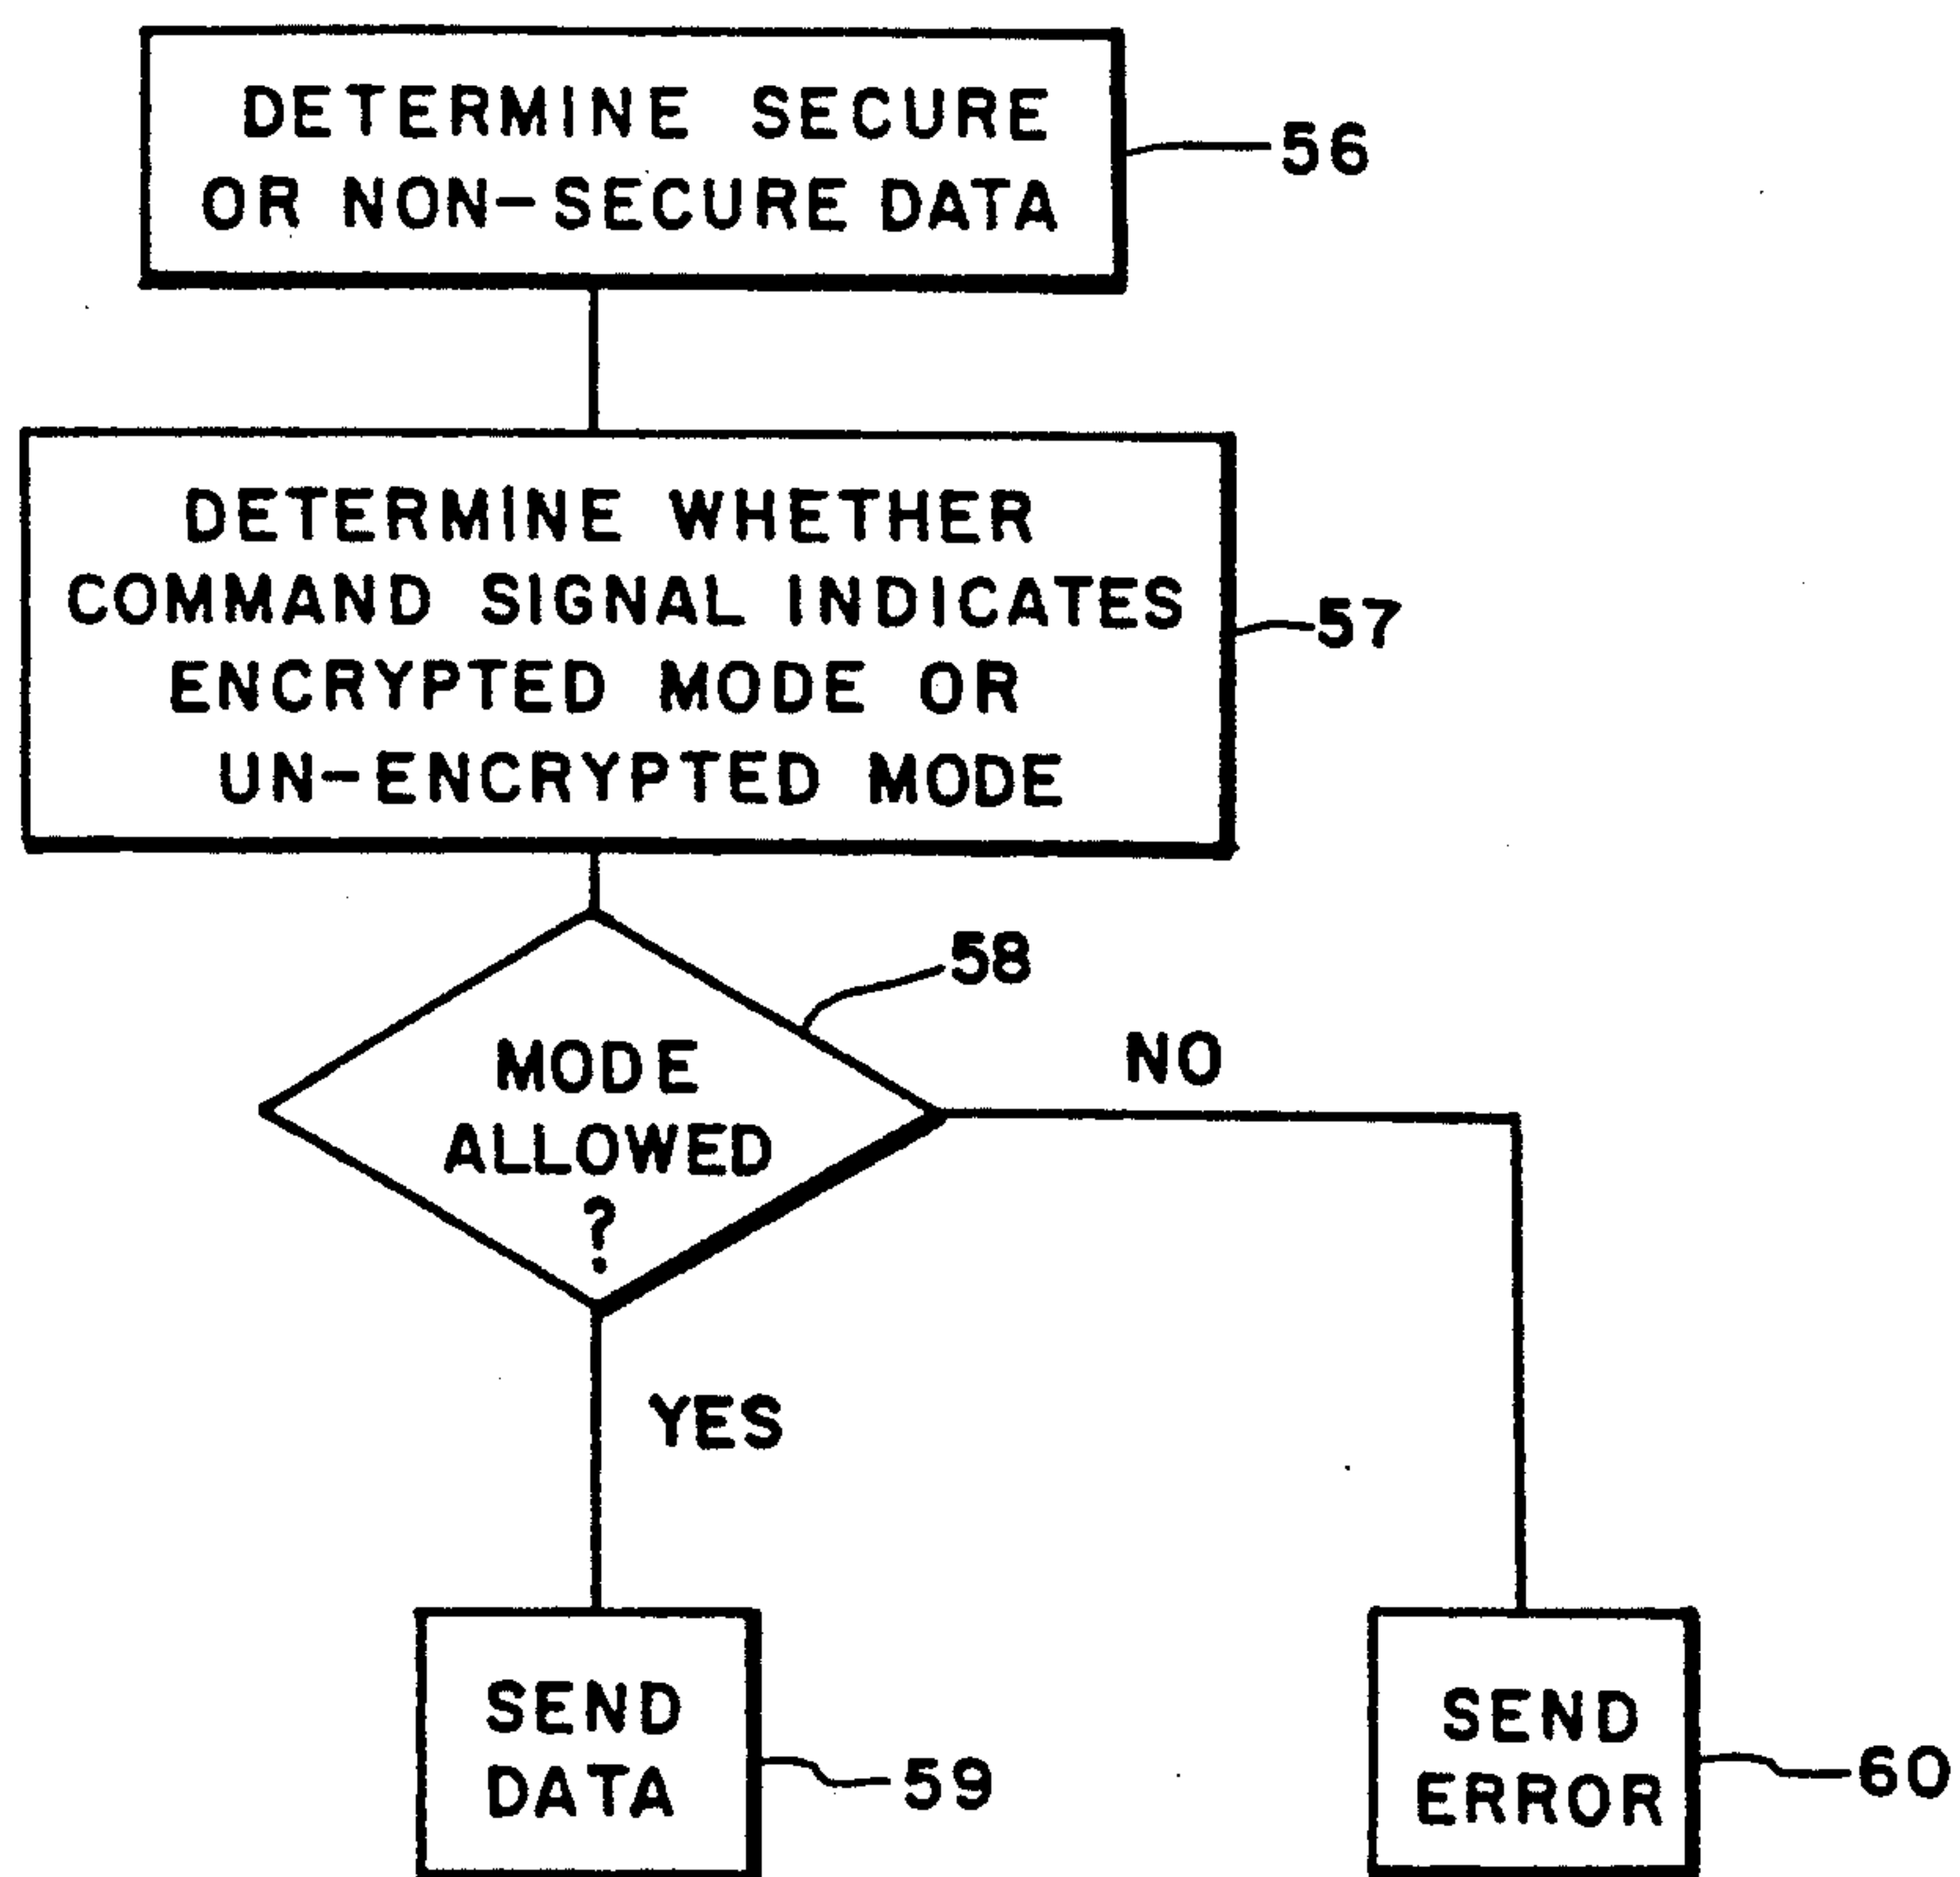 DETERMINE SECURE
OR NON-SECURE DATA
56
DETERMINE WHETHER
COMMAND SIGNAL INDICATES
ENCRYPTED MODE OR
UN-ENCRYPTED MODE
57
58
MODE
ALLOWED
?
NO
YES
SEND
DATA
59
SEND
ERROR
60